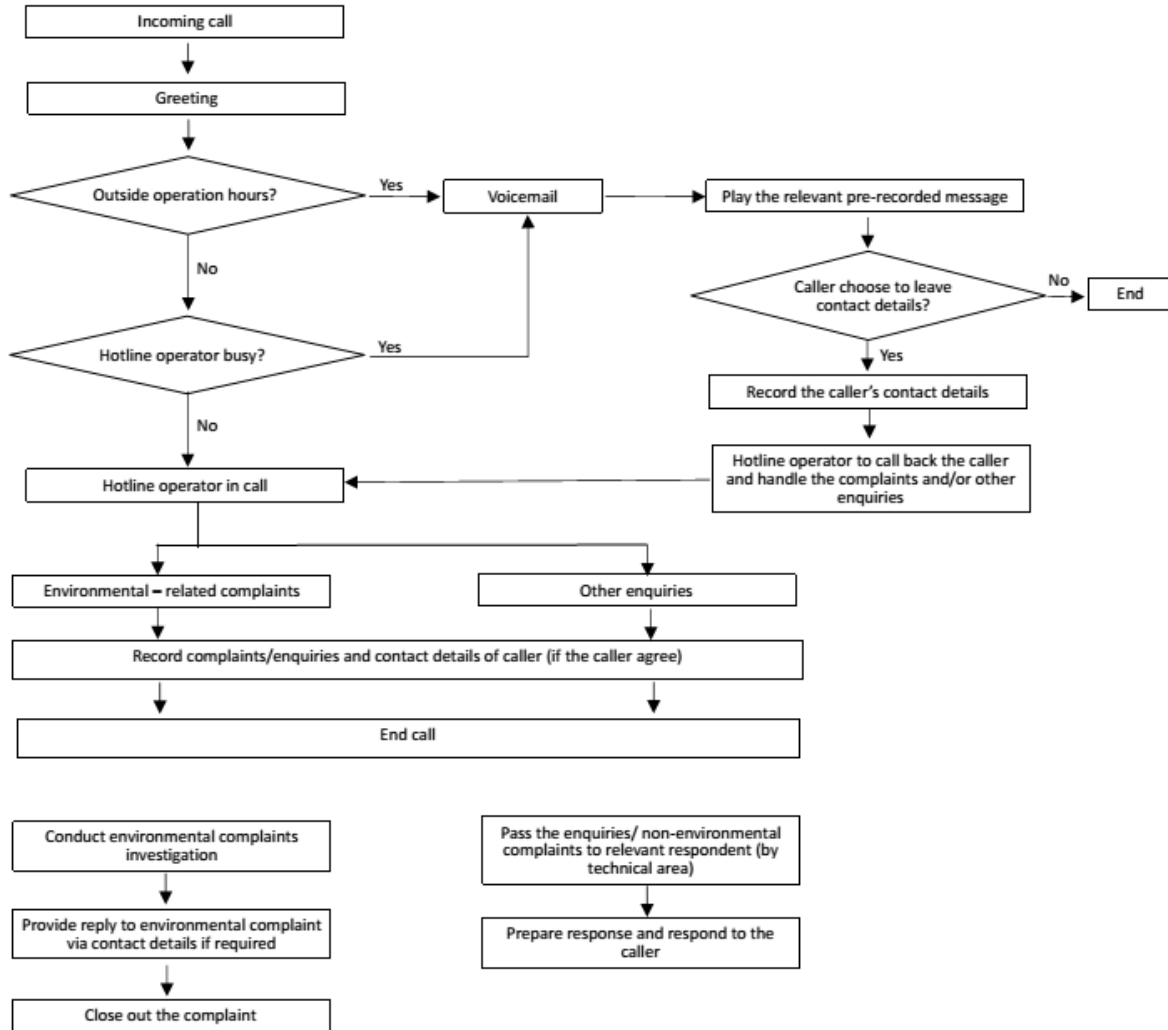 Incoming call
Greeting
Outside operation hours?
Yes
Voicemail
Play the relevant pre-recorded message
No
Caller choose to leave
contact details?
No
End
Hotline operator busy?
Yes
Yes
Record the caller's contact details
No
Hotline operator in call
Hotline operator to call back the caller
and handle the complaints and/or other
enquiries
Environmental – related complaints
Other enquiries
Record complaints/enquiries and contact details of caller (if the caller agree)
End call
Conduct environmental complaints
investigation
Pass the enquiries/ non-environmental
complaints to relevant respondent (by
technical area)
Provide reply to environmental complaint
via contact details if required
Prepare response and respond to the
caller
Close out the complaint